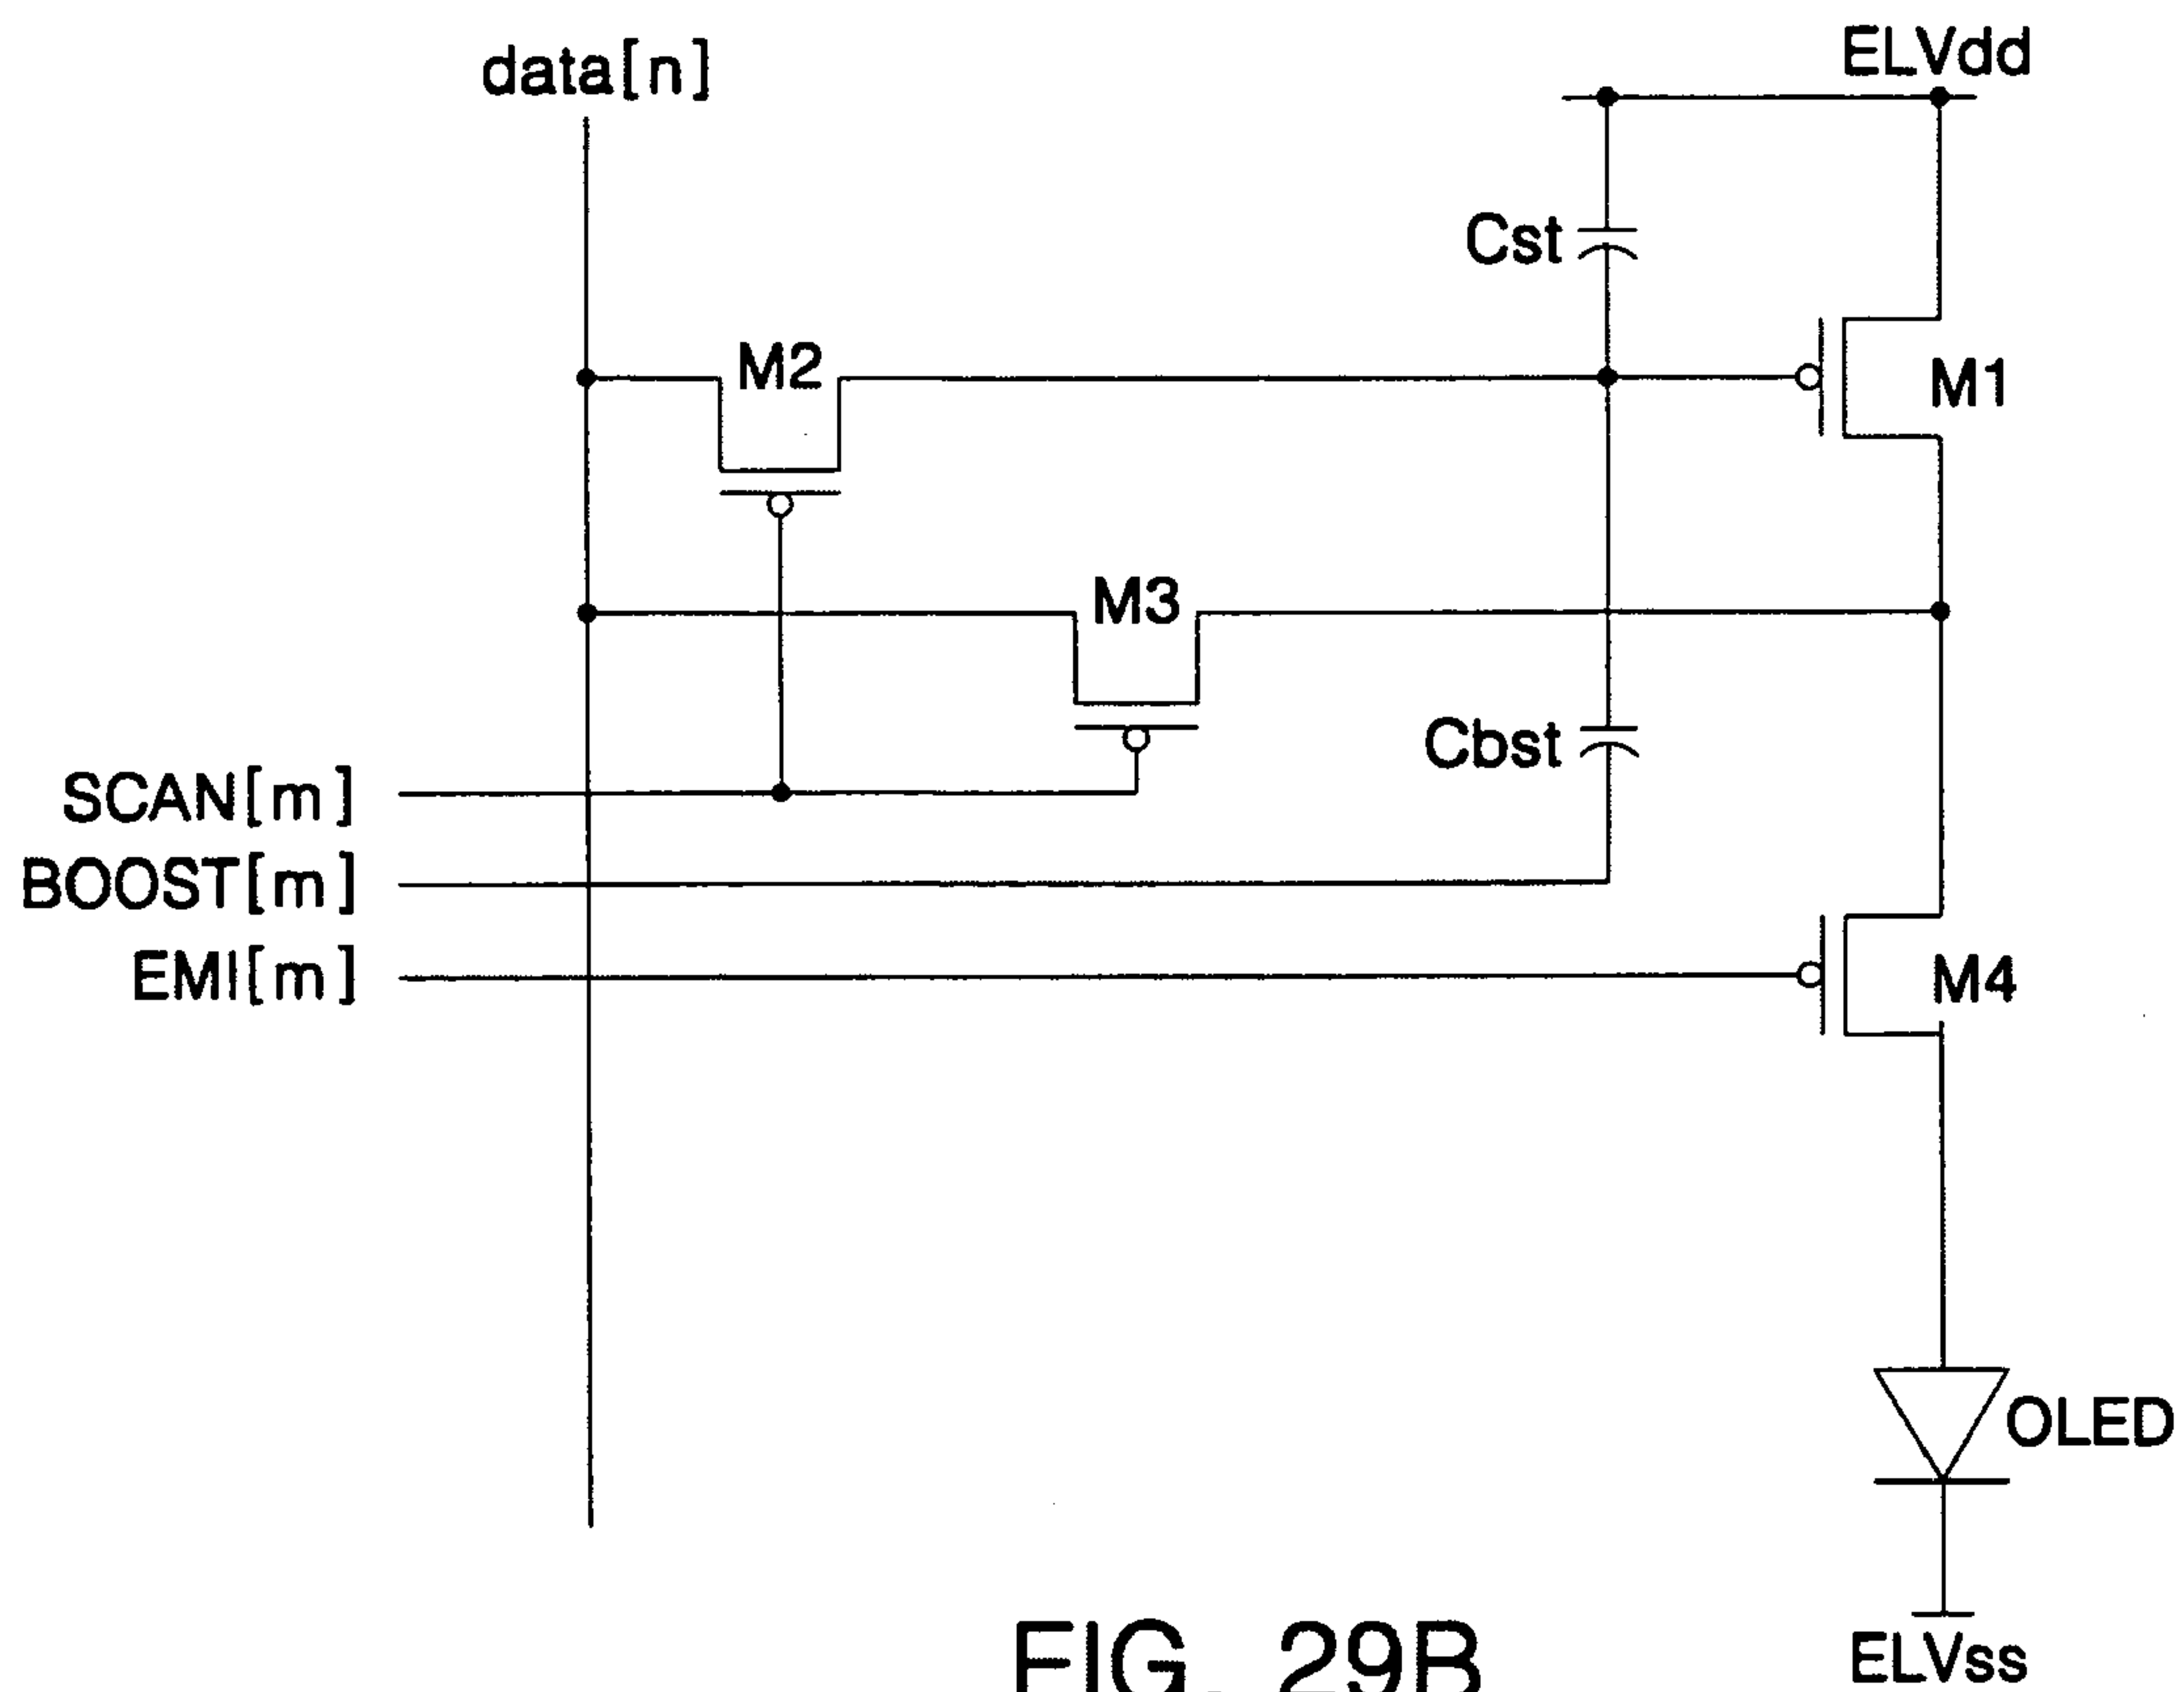 data[n]
ELVdd
Cst
M2
M1
M3
Cbst
SCAN[m]
BOOST[m]
EMI[m]
M4
OLED
FIG. 29B
ELVss